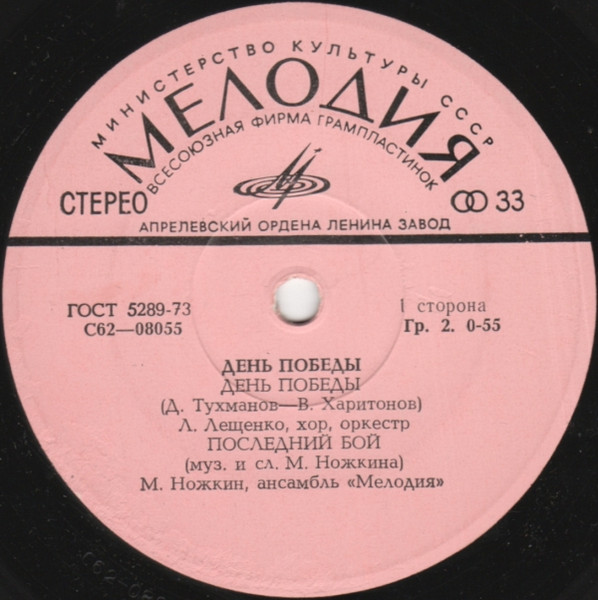 МИНИСТЕРСТВО КУЛЬТУРЫ СССР
МЕЛОДИЯ
ВСЕСОЮЗНАЯ ФИРМА ГРАМПЛАСТИНОК
СТЕРЕО
33
АПРЕЛЕВСКИЙ ОРДЕНА ЛЕНИНА ЗАВОД
ГОСТ 5289-73
С62—08055
1 сторона
Гр. 2. 0-55
ДЕНЬ ПОБЕДЫ
ДЕНЬ ПОБЕДЫ
(Д. Тухманов—В. Харитонов)
Л. Лещенко, хор, оркестр
ПОСЛЕДНИЙ БОЙ
(муз. и сл. М. Ножкина)
М. Ножкин, ансамбль «Мелодия»